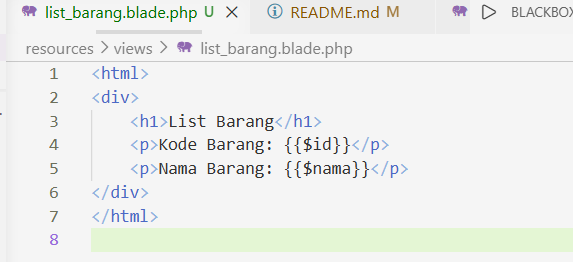 list_barang.blade.php U × README.md M BLACKBOX
resources > views > list_barang.blade.php
1 <html>
2 <div>
3 <h1>List Barang</h1>
4 <p>Kode Barang: {{$id}}</p>
5 <p>Nama Barang: {{$nama}}</p>
6 </div>
7 </html>
8